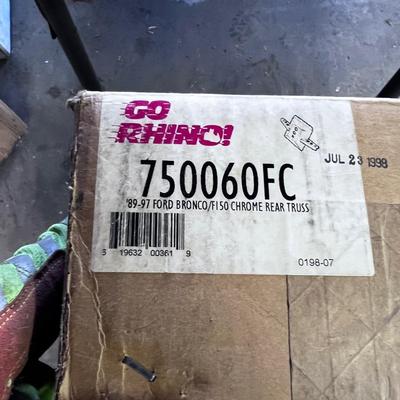 GO
RHINO!
JUL 23 1998
750060FC
'89-97 FORD BRONCO/F150 CHROME REAR TRUSS
6 19632 00361 9
0198-07